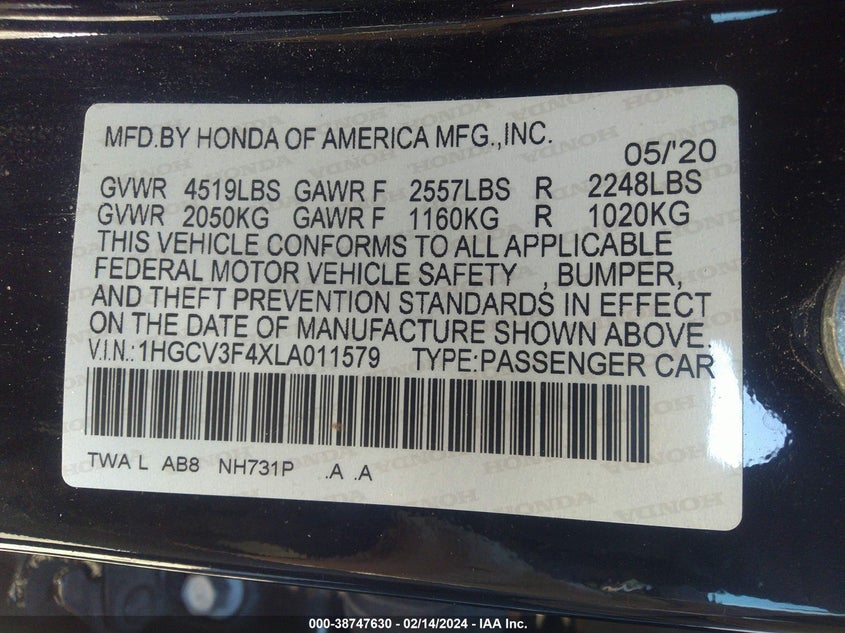 MFD.BY HONDA OF AMERICA MFG.,INC.
05/'20
GVWR 4519LBS GAWR F 2557LBS R 2248LBS
GVWR 2050KG GAWR F 1160KG R 1020KG
THIS VEHICLE CONFORMS TO ALL APPLICABLE
FEDERAL MOTOR VEHICLE SAFETY , BUMPER,
AND THEFT PREVENTION STANDARDS IN EFFECT
ON THE DATE OF MANUFACTURE SHOWN ABOVE.
V.I.N.:1HGCV3F4XLA011579 TYPE:PASSENGER CAR
TWA L AB8 NH731P .A .A
000-38747630 - 02/14/2024 - IAA Inc.